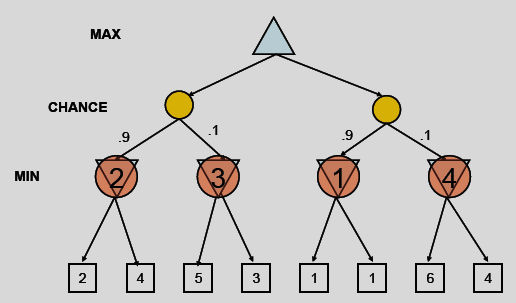 MAX
CHANCE
.9 .1 .9 .1
MIN 2 3 1 4
2 4 5 3 1 1 6 4